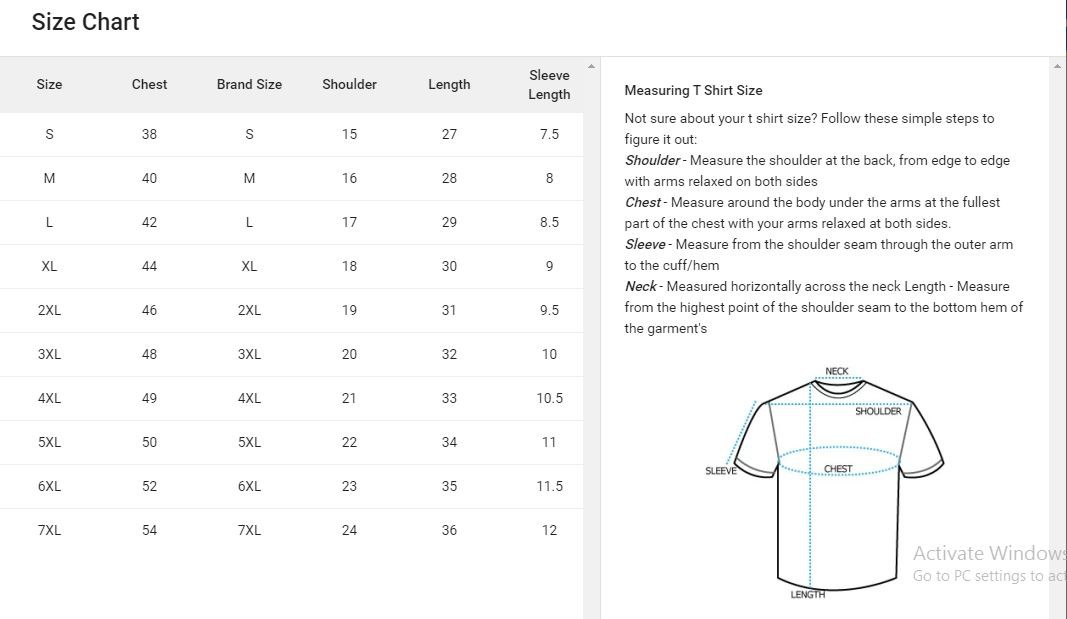 Size Chart
Size Chest Brand Size Shoulder Length Sleeve Length
S 38 S 15 27 7.5
M 40 M 16 28 8
L 42 L 17 29 8.5
XL 44 XL 18 30 9
2XL 46 2XL 19 31 9.5
3XL 48 3XL 20 32 10
4XL 49 4XL 21 33 10.5
5XL 50 5XL 22 34 11
6XL 52 6XL 23 35 11.5
7XL 54 7XL 24 36 12
Measuring T Shirt Size
Not sure about your t shirt size? Follow these simple steps to
figure it out:
Shoulder - Measure the shoulder at the back, from edge to edge
with arms relaxed on both sides
Chest - Measure around the body under the arms at the fullest
part of the chest with your arms relaxed at both sides.
Sleeve - Measure from the shoulder seam through the outer arm
to the cuff/hem
Neck - Measured horizontally across the neck Length - Measure
from the highest point of the shoulder seam to the bottom hem of
the garment's
NECK
SHOULDER
SLEEVE
CHEST
LENGTH
Activate Windows
Go to PC settings to act